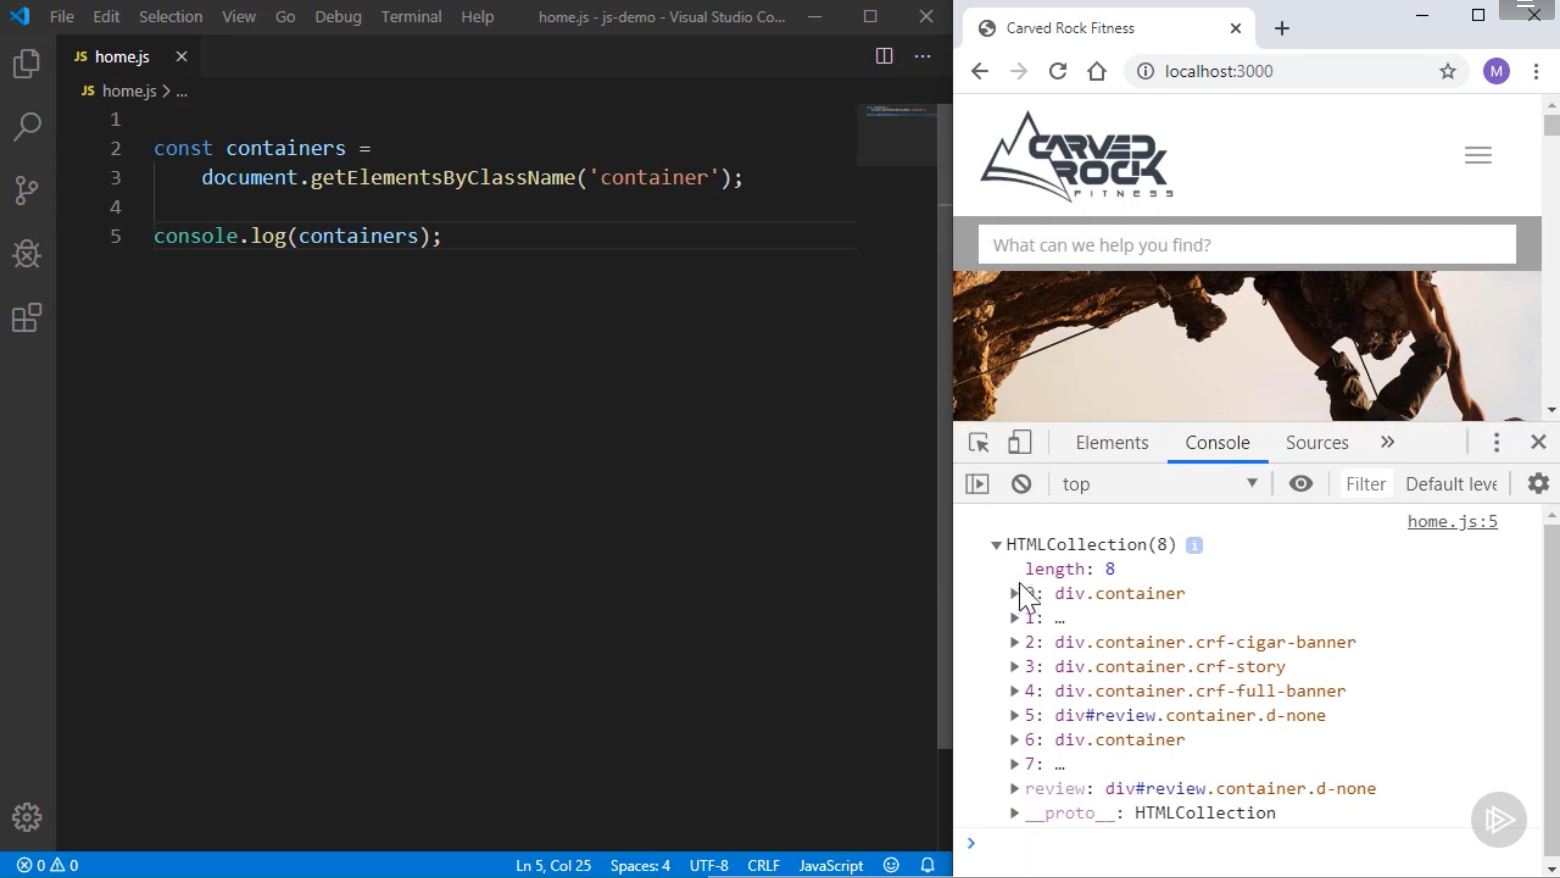 File Edit Selection View Go Debug Terminal Help home.js - js-demo - Visual Studio Co...
JS home.js
JS home.js > ...
1
2 const containers =
3 document.getElementsByClassName('container');
4
5 console.log(containers);
0 0 Ln 5, Col 25 Spaces: 4 UTF-8 CRLF JavaScript
Carved Rock Fitness
localhost:3000 M
CARVED
ROCK
FITNESS
What can we help you find?
Elements Console Sources »
top Filter Default leve
home.js:5
HTMLCollection(8) i
length: 8
: div.container
1: …
2: div.container.crf-cigar-banner
3: div.container.crf-story
4: div.container.crf-full-banner
5: div#review.container.d-none
6: div.container
7: …
review: div#review.container.d-none
__proto__: HTMLCollection